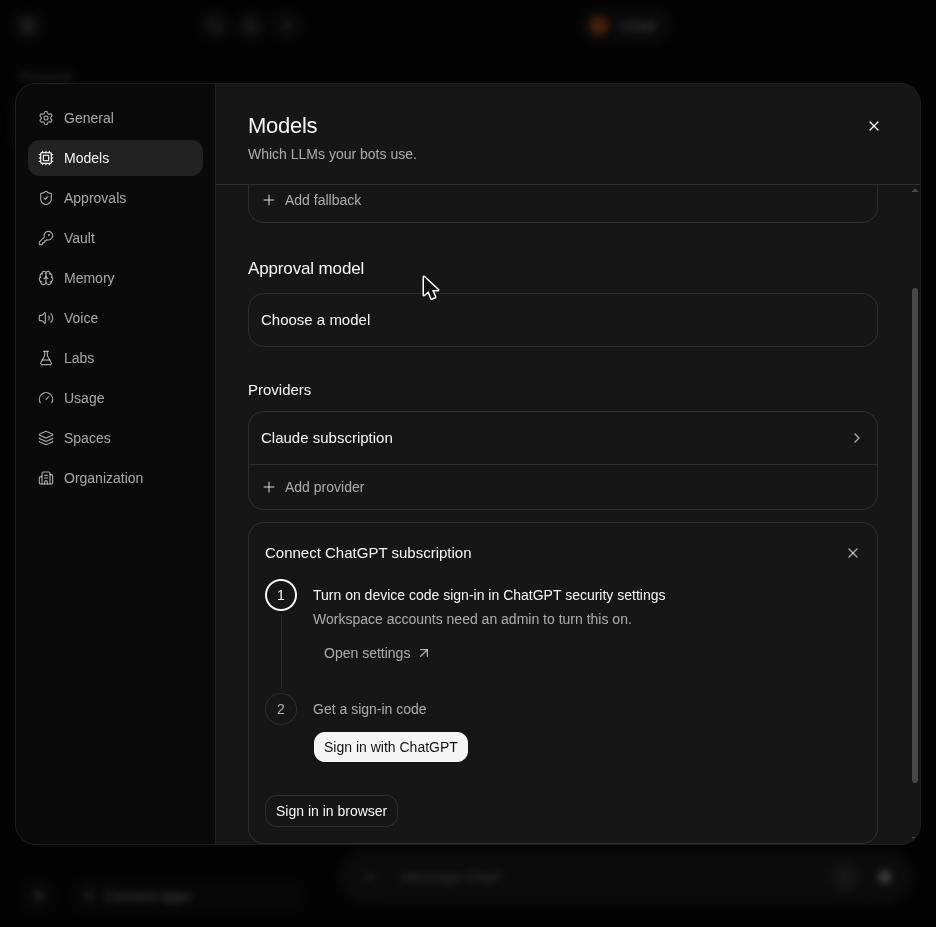 General
Models
Approvals
Vault
Memory
Voice
Labs
Usage
Spaces
Organization
Models
Which LLMs your bots use.
Add fallback
Approval model
Choose a model
Providers
Claude subscription
Add provider
Connect ChatGPT subscription
1
Turn on device code sign-in in ChatGPT security settings
Workspace accounts need an admin to turn this on.
Open settings
2
Get a sign-in code
Sign in with ChatGPT
Sign in in browser